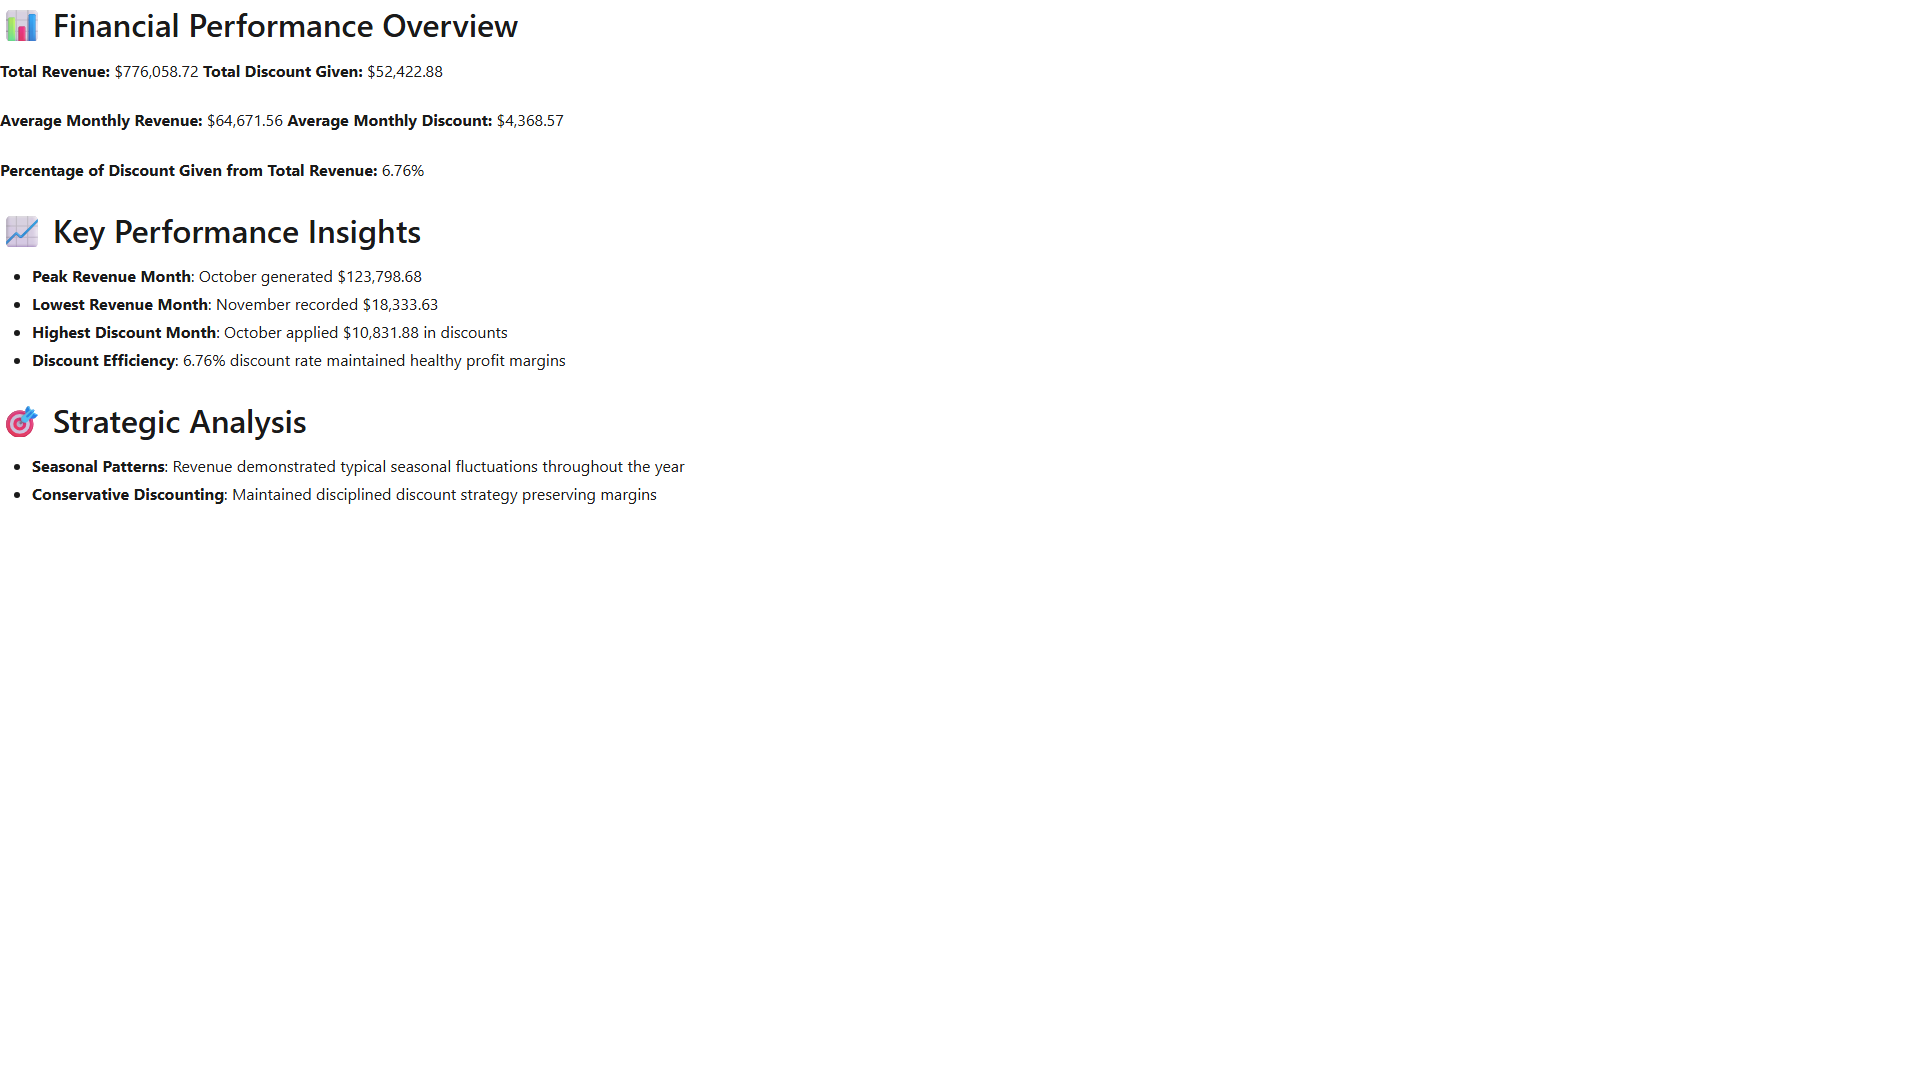 Financial Performance Overview
Total Revenue: $776,058.72 Total Discount Given: $52,422.88
Average Monthly Revenue: $64,671.56 Average Monthly Discount: $4,368.57
Percentage of Discount Given from Total Revenue: 6.76%
Key Performance Insights
• Peak Revenue Month: October generated $123,798.68
• Lowest Revenue Month: November recorded $18,333.63
• Highest Discount Month: October applied $10,831.88 in discounts
• Discount Efficiency: 6.76% discount rate maintained healthy profit margins
Strategic Analysis
• Seasonal Patterns: Revenue demonstrated typical seasonal fluctuations throughout the year
• Conservative Discounting: Maintained disciplined discount strategy preserving margins